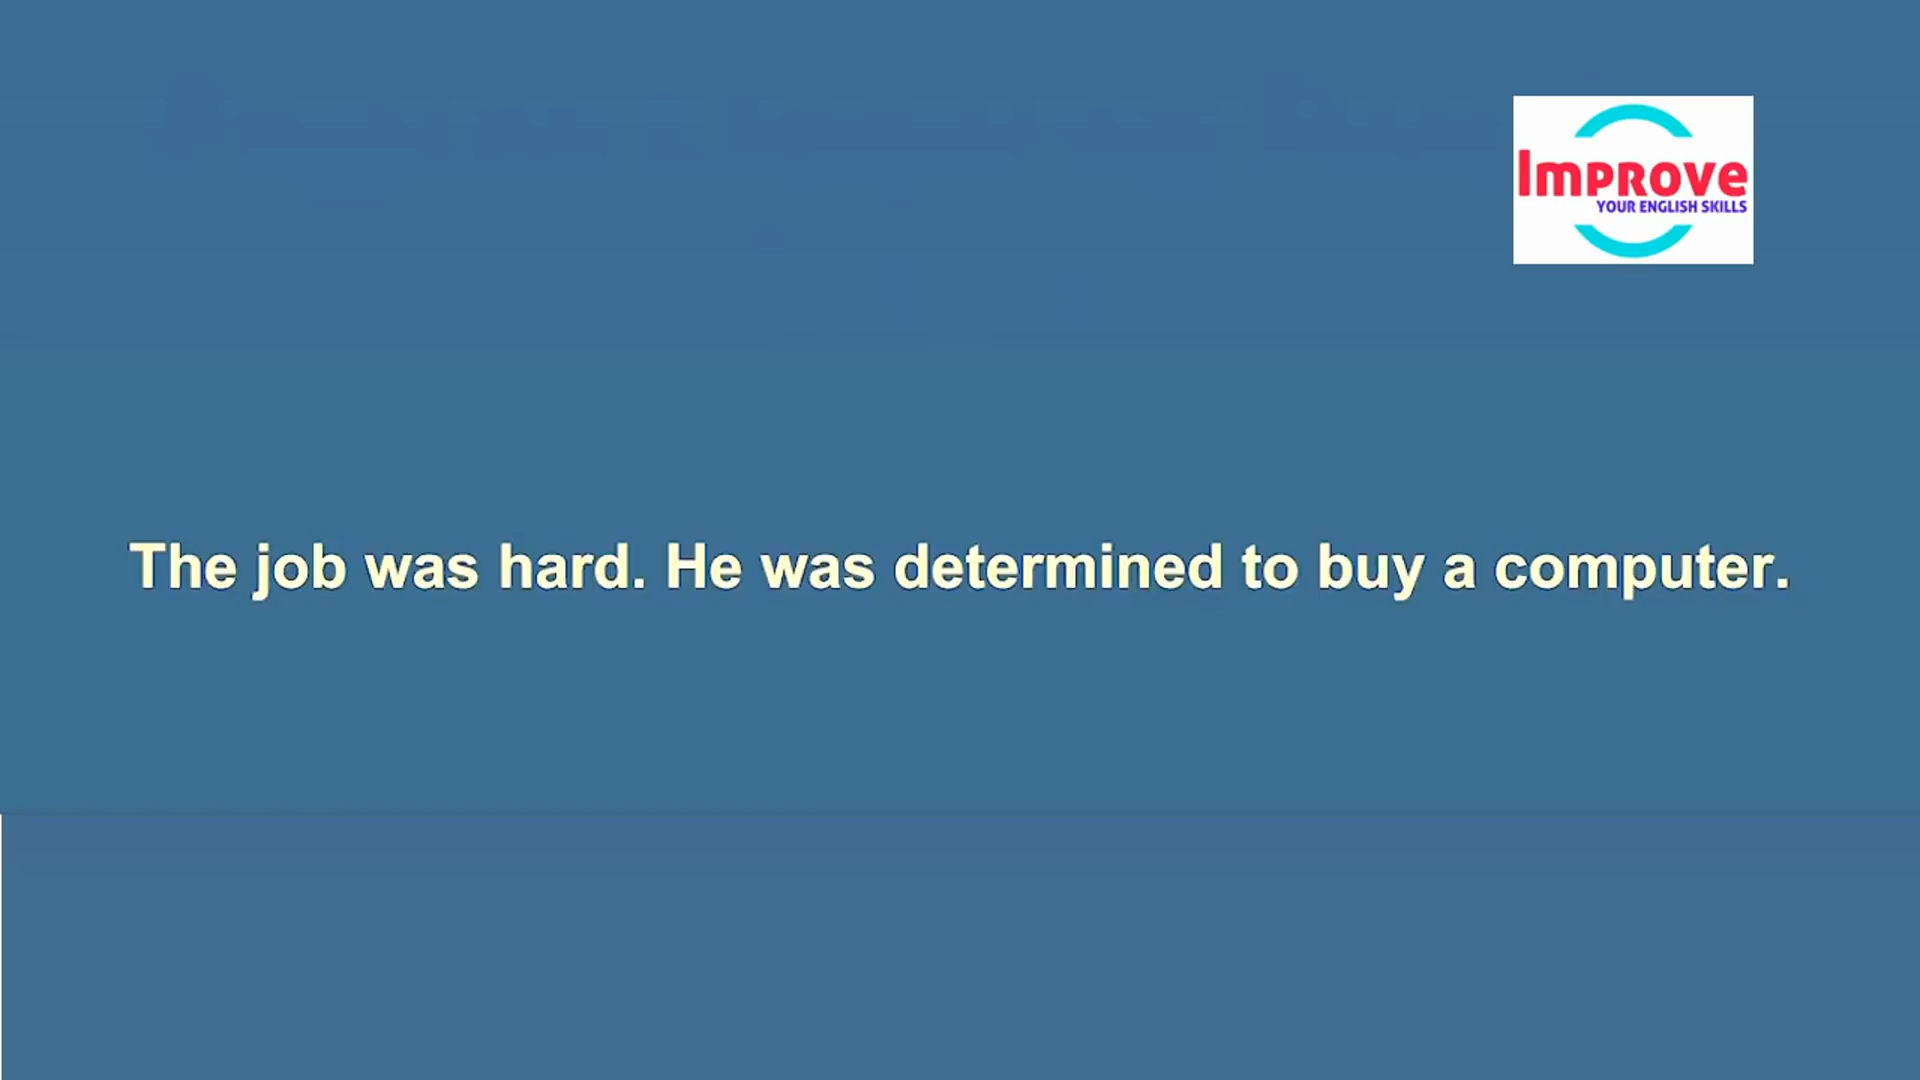 Improve
YOUR ENGLISH SKILLS
The job was hard. He was determined to buy a computer.